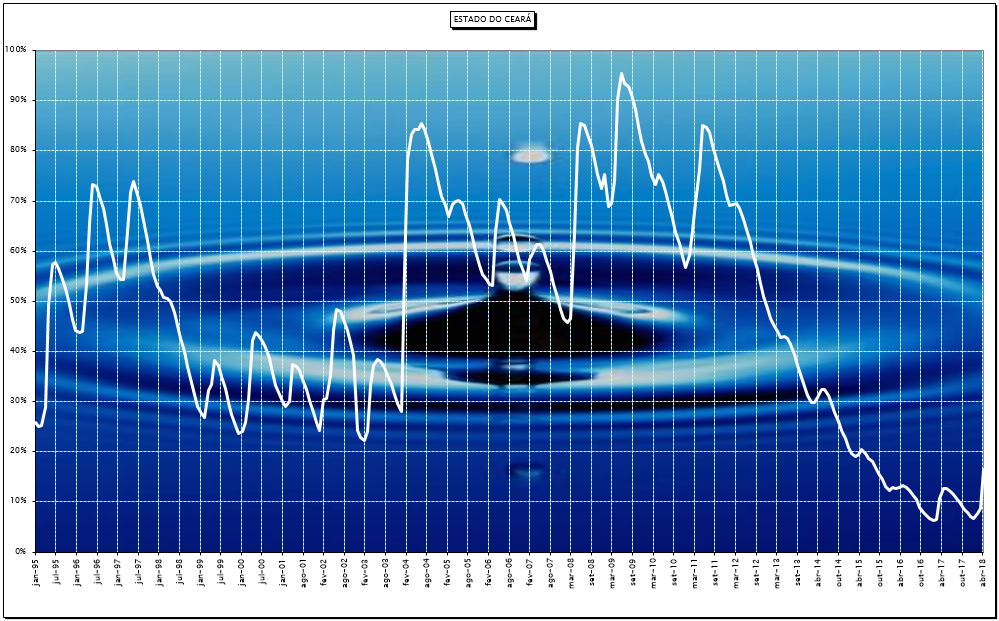 ESTADO DO CEARÁ
100%
90%
80%
70%
60%
50%
40%
30%
20%
10%
0%
jan-95
jul-95
jan-96
jul-96
jan-97
jul-97
jan-98
jul-98
jan-99
jul-99
jan-00
jul-00
jan-01
ago-01
fev-02
ago-02
fev-03
ago-03
fev-04
ago-04
fev-05
ago-05
fev-06
ago-06
fev-07
ago-07
mar-08
set-08
mar-09
set-09
mar-10
set-10
mar-11
set-11
mar-12
set-12
mar-13
set-13
abr-14
out-14
abr-15
out-15
abr-16
out-16
abr-17
out-17
abr-18